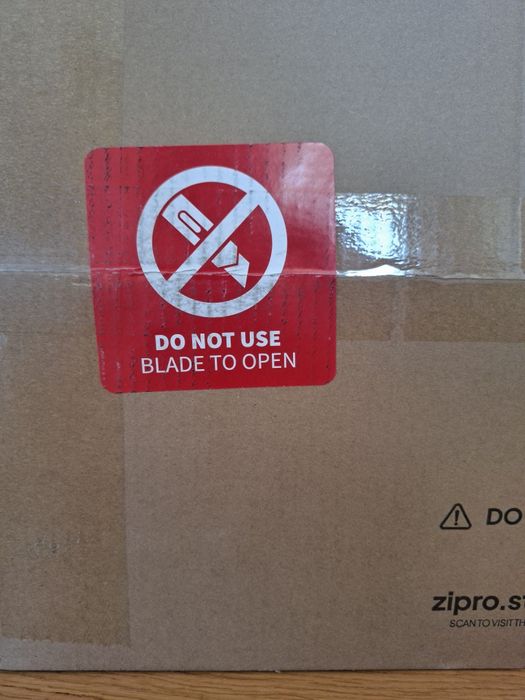 DO NOT USE
BLADE TO OPEN
DO
zipro.st
SCAN TO VISIT TH